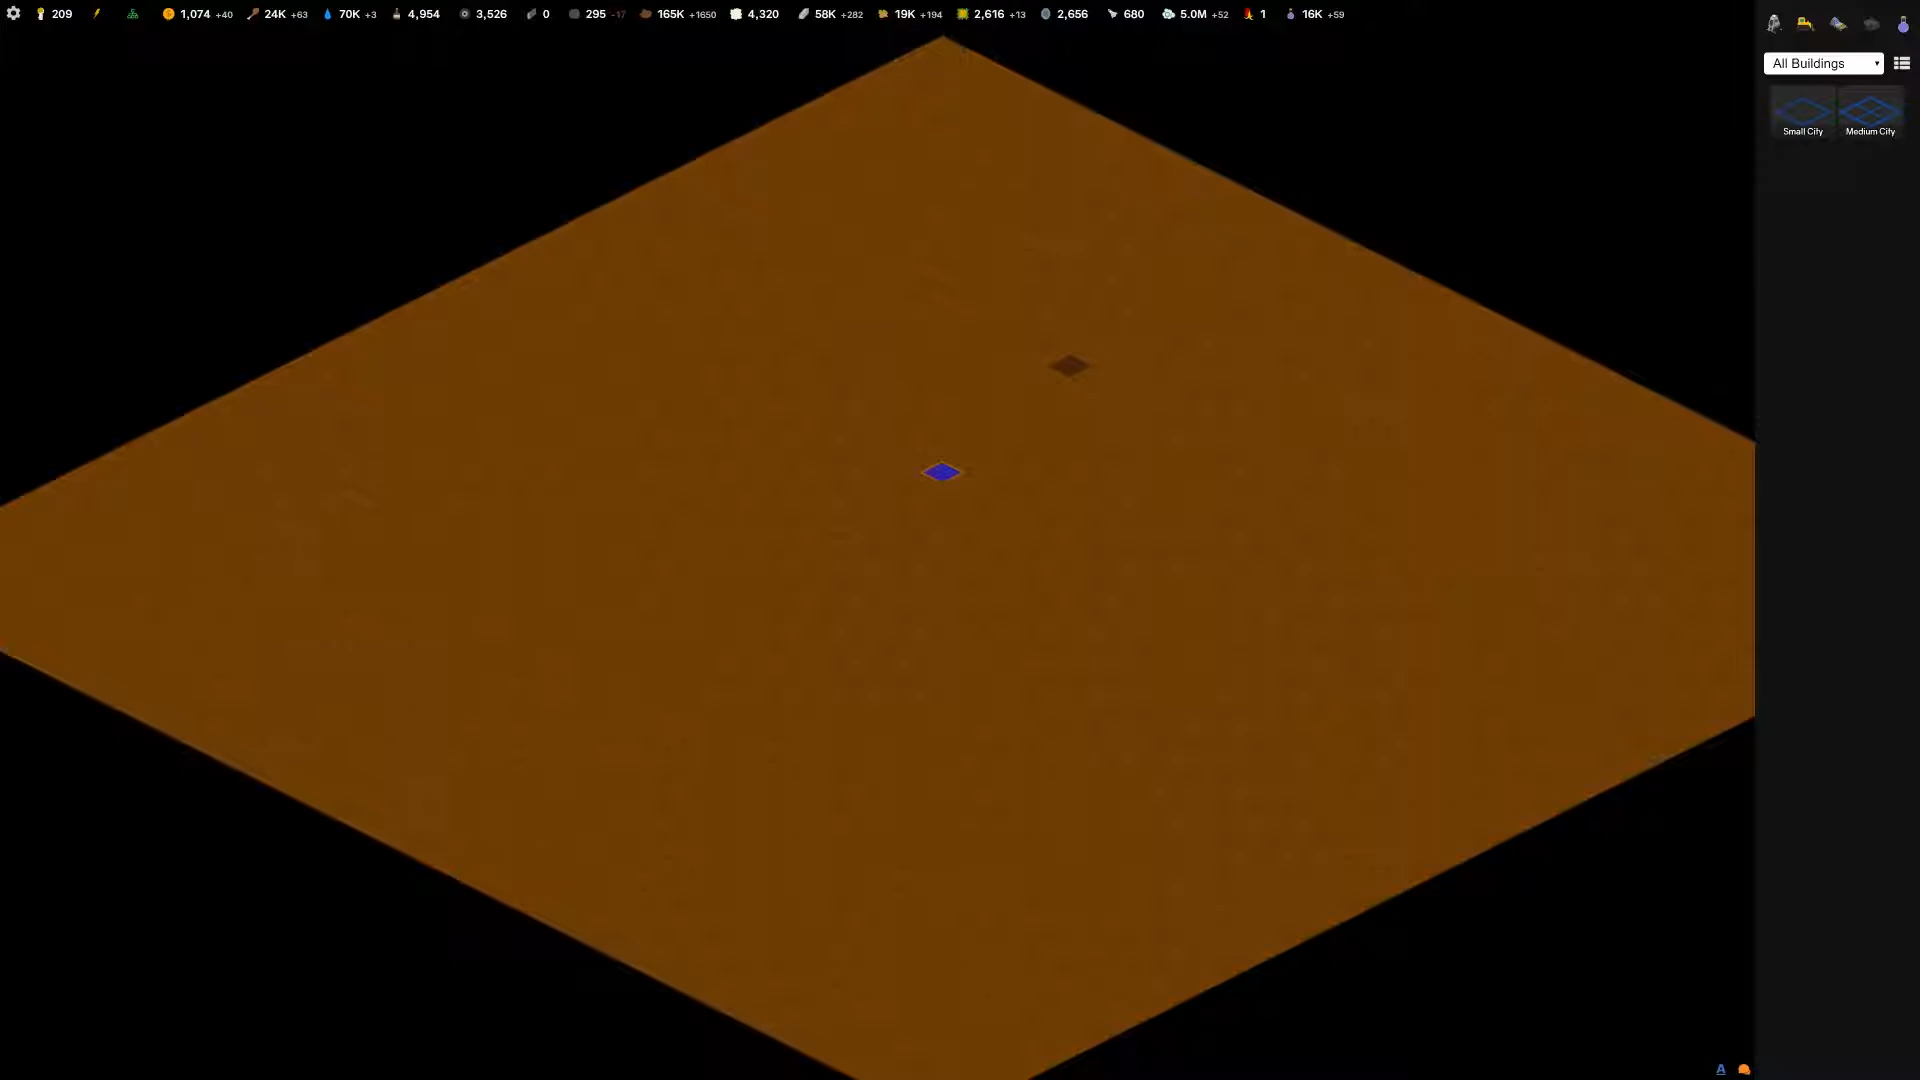 209 1,074 +40 24K +63 70K +3 4,954 3,526 0 295 -17 165K +1650 4,320 58K +282 19K +194 2,616 +13 2,656 680 5.0M +52 1 16K +59
All Buildings
Small City Medium City
A